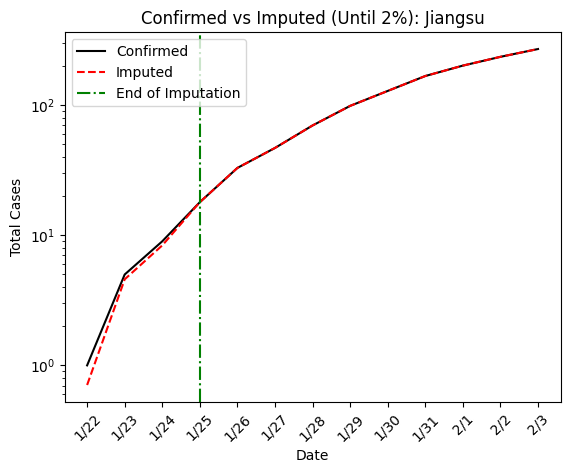 Confirmed vs Imputed (Until 2%): Jiangsu
Confirmed
Imputed
End of Imputation
Total Cases
10²
10¹
10⁰
1/22 1/23 1/24 1/25 1/26 1/27 1/28 1/29 1/30 1/31 2/1 2/2 2/3
Date